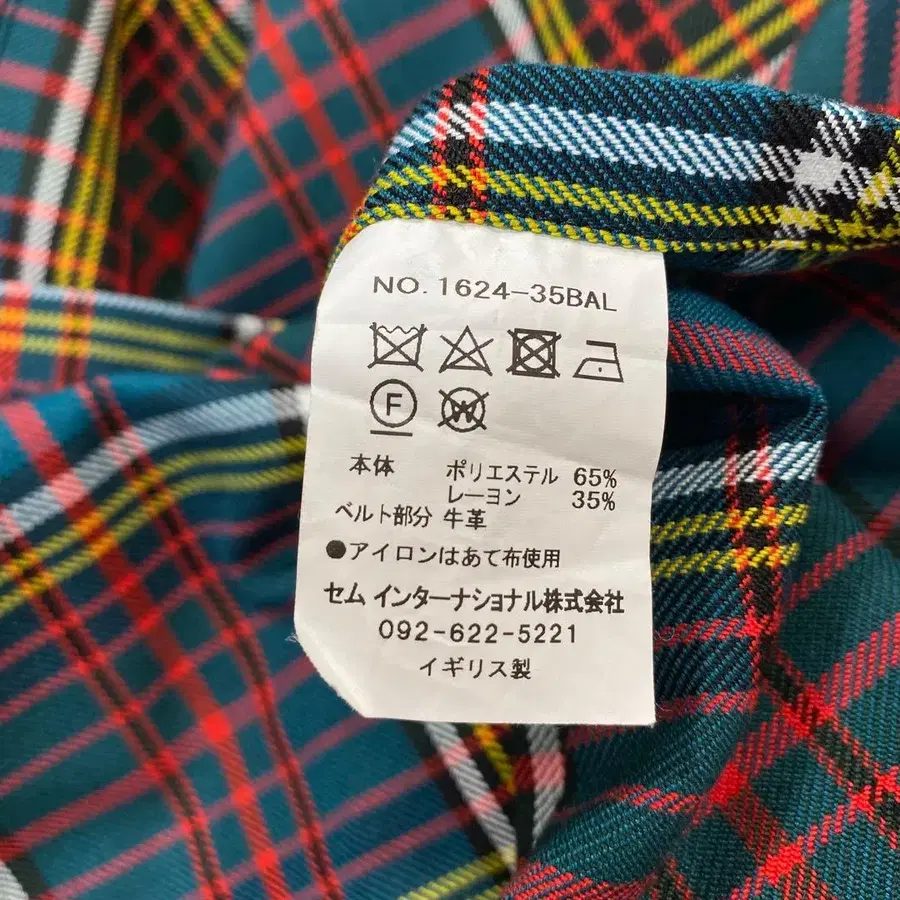 NO. 1624-35BAL
F W
本体 ポリエステル 65%
レーヨン 35%
ベルト部分 牛革
●アイロンはあて布使用
セム インターナショナル株式会社
092-622-5221
イギリス製